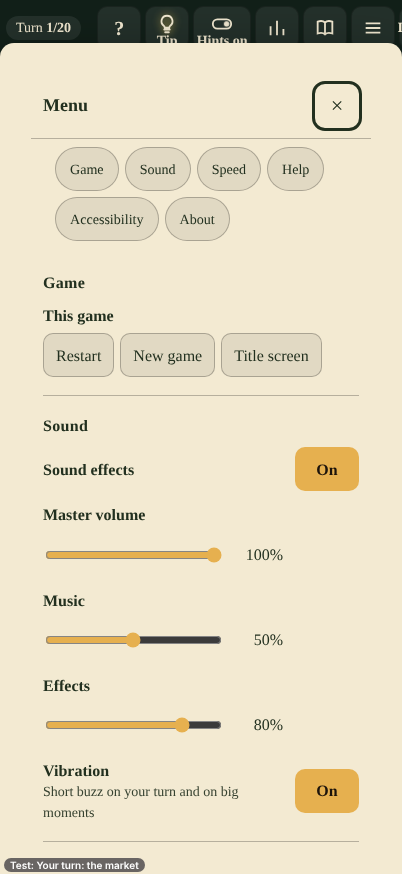 Turn 1/20
?
Tip
Hints on
Menu
×
Game
Sound
Speed
Help
Accessibility
About
Game
This game
Restart
New game
Title screen
Sound
Sound effects
On
Master volume
100%
Music
50%
Effects
80%
Vibration
Short buzz on your turn and on big
moments
On
Test: Your turn: the market